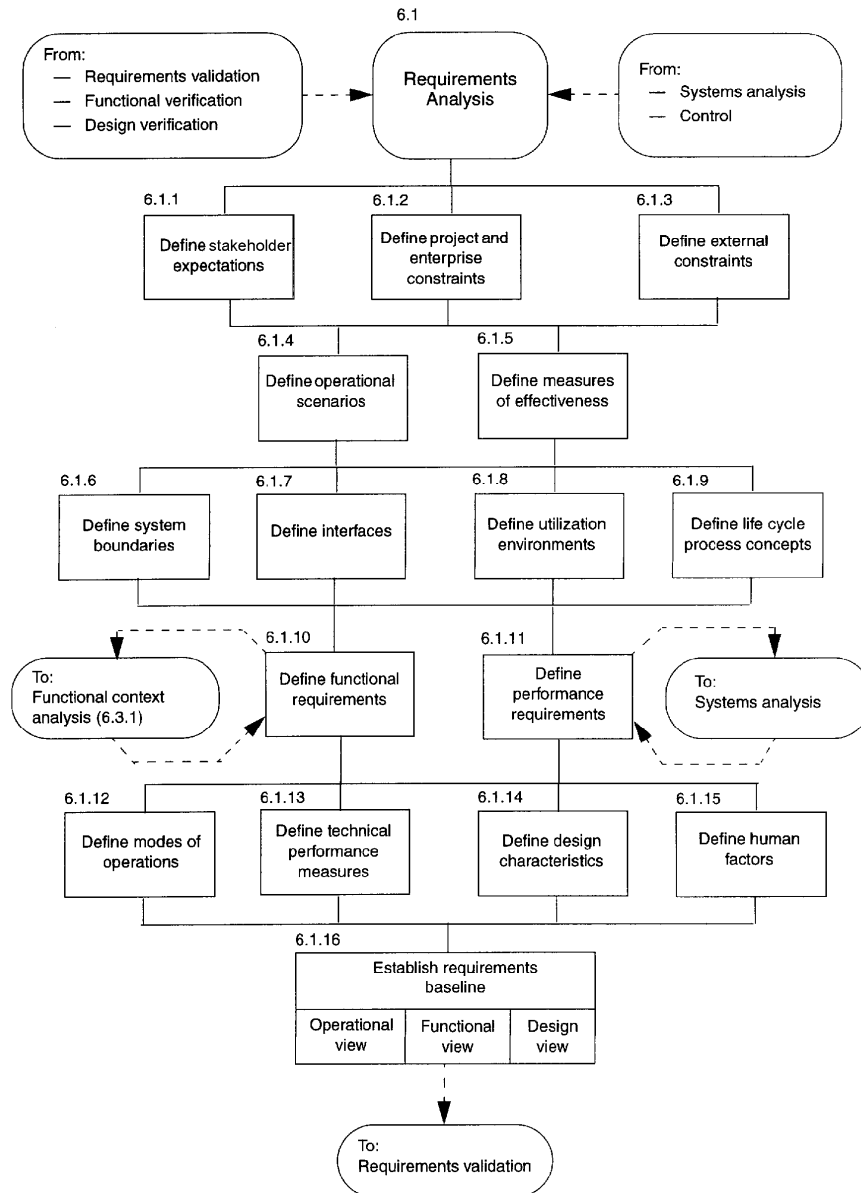 6.1
From:
— Requirements validation
— Functional verification
— Design verification
Requirements
Analysis
From:
— Systems analysis
— Control
6.1.1
Define stakeholder
expectations
6.1.2
Define project and
enterprise
constraints
6.1.3
Define external
constraints
6.1.4
Define operational
scenarios
6.1.5
Define measures
of effectiveness
6.1.6
Define system
boundaries
6.1.7
Define interfaces
6.1.8
Define utilization
environments
6.1.9
Define life cycle
process concepts
To:
Functional context
analysis (6.3.1)
6.1.10
Define functional
requirements
6.1.11
Define
performance
requirements
To:
Systems analysis
6.1.12
Define modes of
operations
6.1.13
Define technical
performance
measures
6.1.14
Define design
characteristics
6.1.15
Define human
factors
6.1.16
Establish requirements
baseline
Operational
view
Functional
view
Design
view
To:
Requirements validation